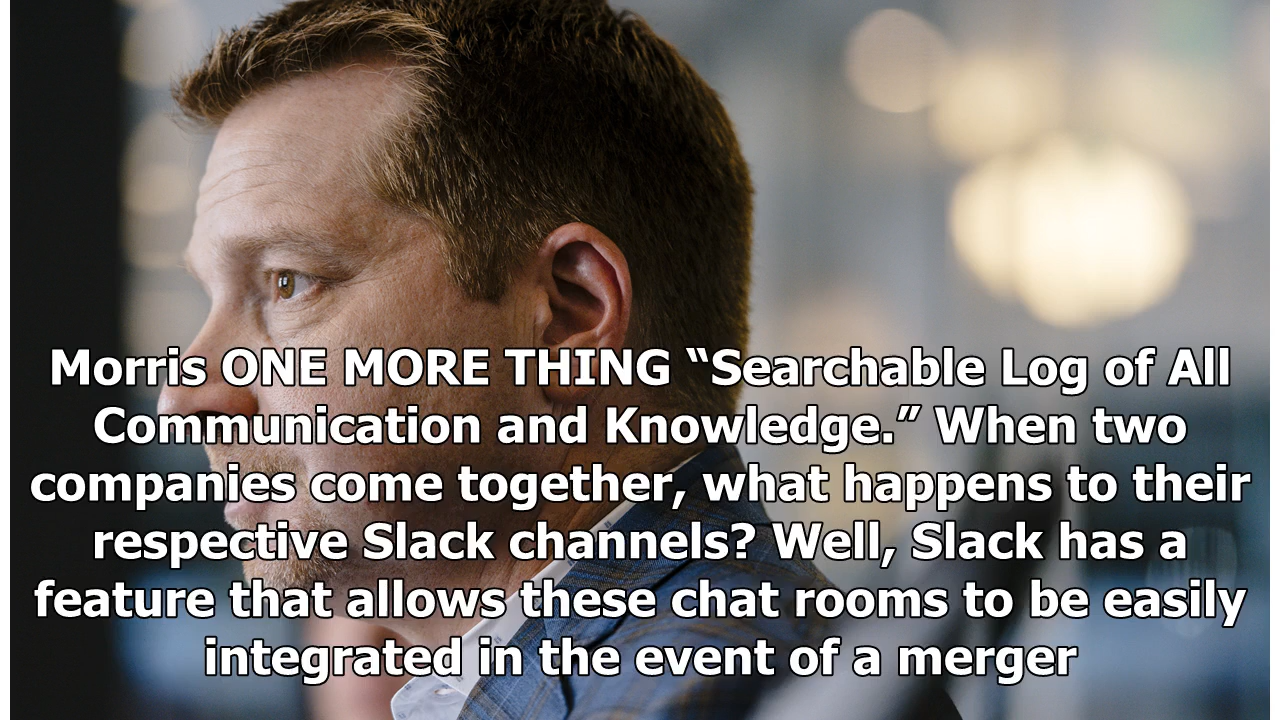 Morris ONE MORE THING “Searchable Log of All
Communication and Knowledge.” When two
companies come together, what happens to their
respective Slack channels? Well, Slack has a
feature that allows these chat rooms to be easily
integrated in the event of a merger